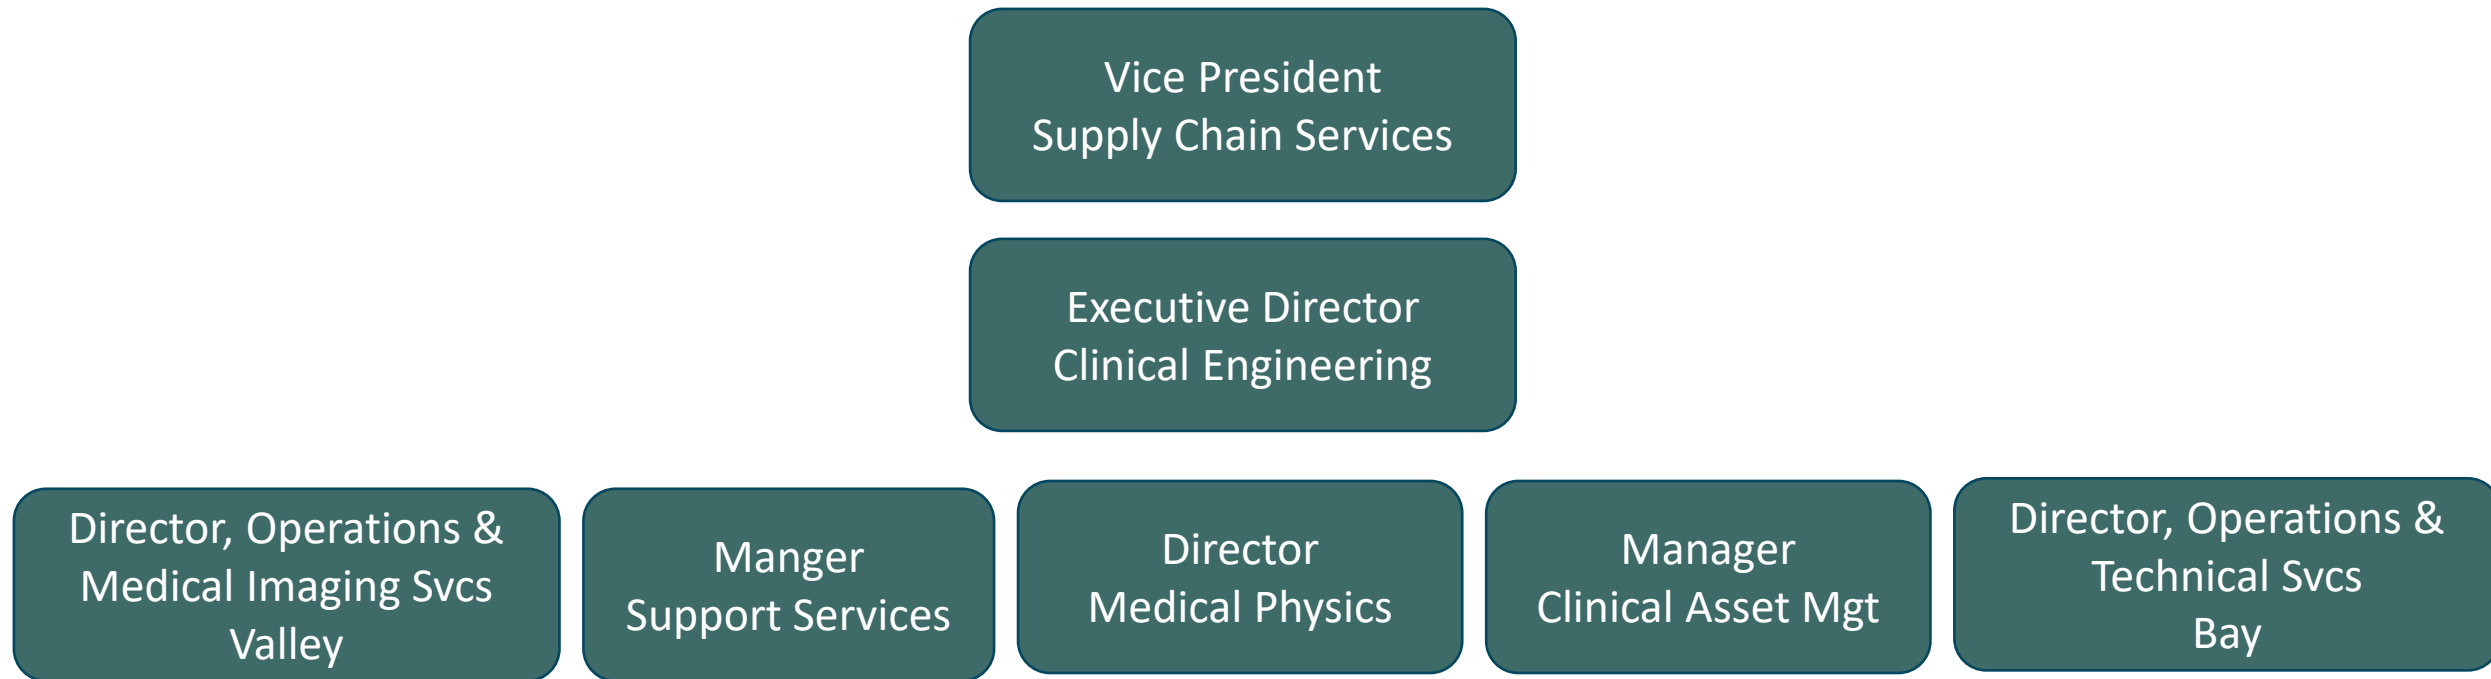 Vice President
Supply Chain Services
Executive Director
Clinical Engineering
Director, Operations &
Medical Imaging Svcs
Valley
Manger
Support Services
Director
Medical Physics
Manager
Clinical Asset Mgt
Director, Operations &
Technical Svcs
Bay